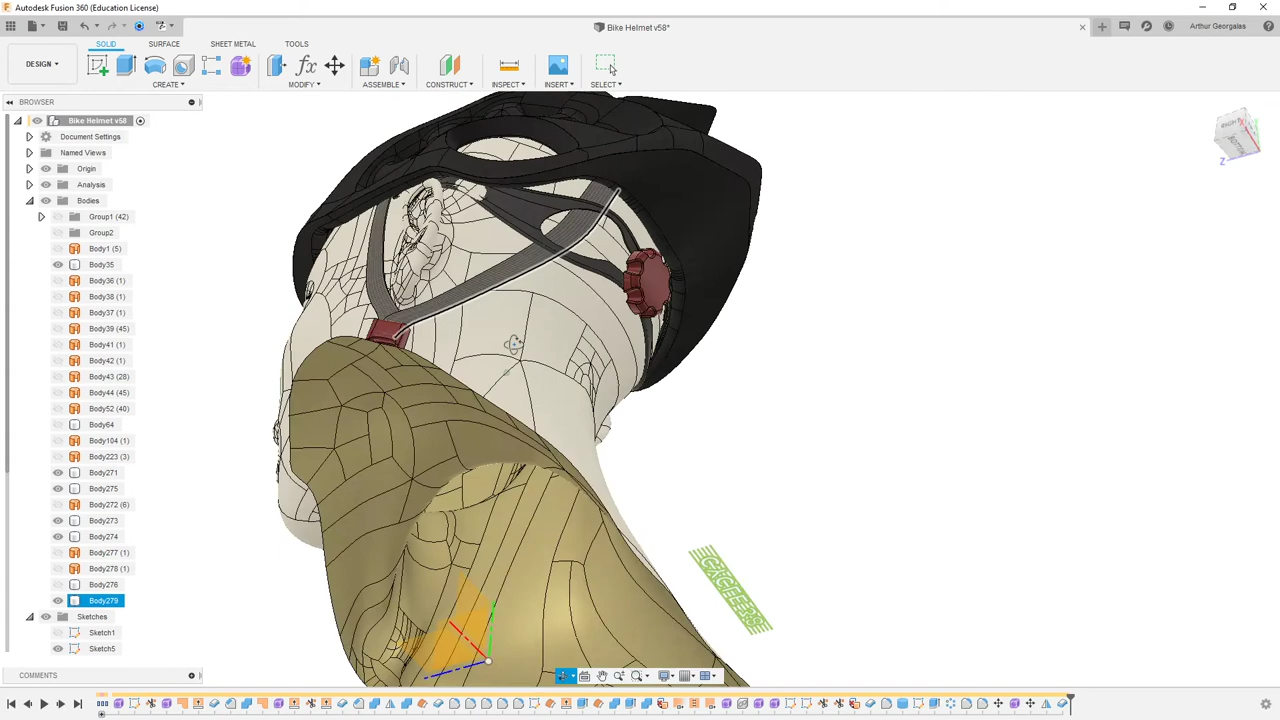 Autodesk Fusion 360 (Education License)
Bike Helmet v58*
Arthur Georgalas
SOLID SURFACE SHEET METAL TOOLS
DESIGN
CREATE MODIFY ASSEMBLE CONSTRUCT INSPECT INSERT SELECT
BROWSER
Bike Helmet v58
Document Settings
Named Views
Origin
Analysis
Bodies
Group1 (42)
Group2
Body1 (5)
Body35
Body36 (1)
Body38 (1)
Body37 (1)
Body39 (45)
Body41 (1)
Body42 (1)
Body43 (28)
Body44 (45)
Body52 (40)
Body64
Body104 (1)
Body223 (3)
Body271
Body275
Body272 (6)
Body273
Body274
Body277 (1)
Body278 (1)
Body276
Body279
Sketches
Sketch1
Sketch5
Z
COMMENTS